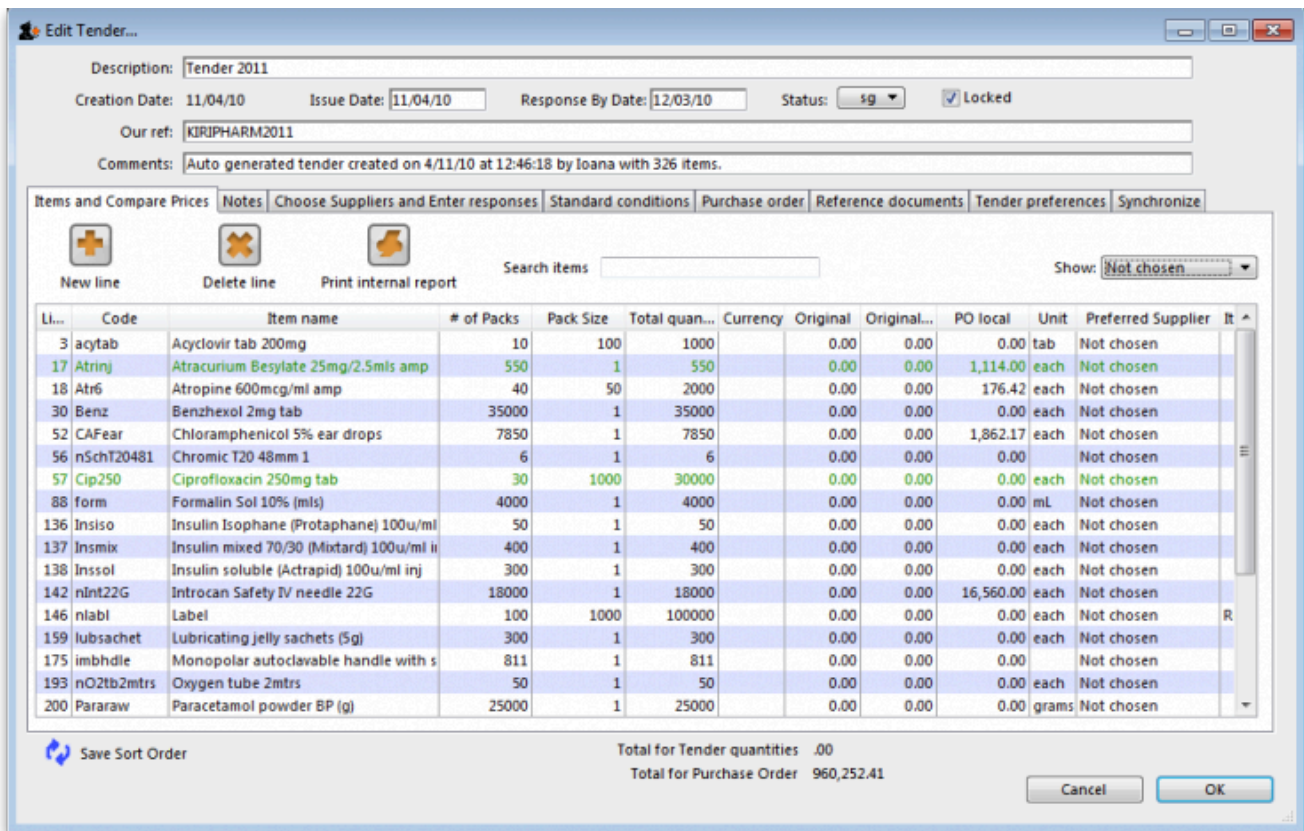 Edit Tender...
Description: Tender 2011
Creation Date: 11/04/10 Issue Date: 11/04/10 Response By Date: 12/03/10 Status: sg Locked
Our ref: KIRIPHARM2011
Comments: Auto generated tender created on 4/11/10 at 12:46:18 by Ioana with 326 items.
Items and Compare Prices Notes Choose Suppliers and Enter responses Standard conditions Purchase order Reference documents Tender preferences Synchronize
Search items Show: Not chosen
New line Delete line Print internal report
Li... Code Item name # of Packs Pack Size Total quan... Currency Original Original... PO local Unit Preferred Supplier It
3 acytab Acyclovir tab 200mg 10 100 1000 0.00 0.00 0.00 tab Not chosen
17 Atrinj Atracurium Besylate 25mg/2.5mls amp 550 1 550 0.00 0.00 1,114.00 each Not chosen
18 Atr6 Atropine 600mcg/ml amp 40 50 2000 0.00 0.00 176.42 each Not chosen
30 Benz Benzhexol 2mg tab 35000 1 35000 0.00 0.00 0.00 each Not chosen
52 CAFear Chloramphenicol 5% ear drops 7850 1 7850 0.00 0.00 1,862.17 each Not chosen
56 nSchT20481 Chromic T20 48mm 1 6 1 6 0.00 0.00 0.00 Not chosen
57 Cip250 Ciprofloxacin 250mg tab 30 1000 30000 0.00 0.00 0.00 each Not chosen
88 form Formalin Sol 10% (mls) 4000 1 4000 0.00 0.00 0.00 mL Not chosen
136 Insiso Insulin Isophane (Protaphane) 100u/ml 50 1 50 0.00 0.00 0.00 each Not chosen
137 Insmix Insulin mixed 70/30 (Mixtard) 100u/ml i 400 1 400 0.00 0.00 0.00 each Not chosen
138 Inssol Insulin soluble (Actrapid) 100u/ml inj 300 1 300 0.00 0.00 0.00 each Not chosen
142 nInt22G Introcan Safety IV needle 22G 18000 1 18000 0.00 0.00 16,560.00 each Not chosen
146 nlabl Label 100 1000 100000 0.00 0.00 0.00 each Not chosen R
159 lubsachet Lubricating jelly sachets (5g) 300 1 300 0.00 0.00 0.00 each Not chosen
175 imbhdle Monopolar autoclavable handle with s 811 1 811 0.00 0.00 0.00 Not chosen
193 nO2tb2mtrs Oxygen tube 2mtrs 50 1 50 0.00 0.00 0.00 each Not chosen
200 Pararaw Paracetamol powder BP (g) 25000 1 25000 0.00 0.00 0.00 grams Not chosen
Save Sort Order Total for Tender quantities .00
Total for Purchase Order 960,252.41
Cancel OK